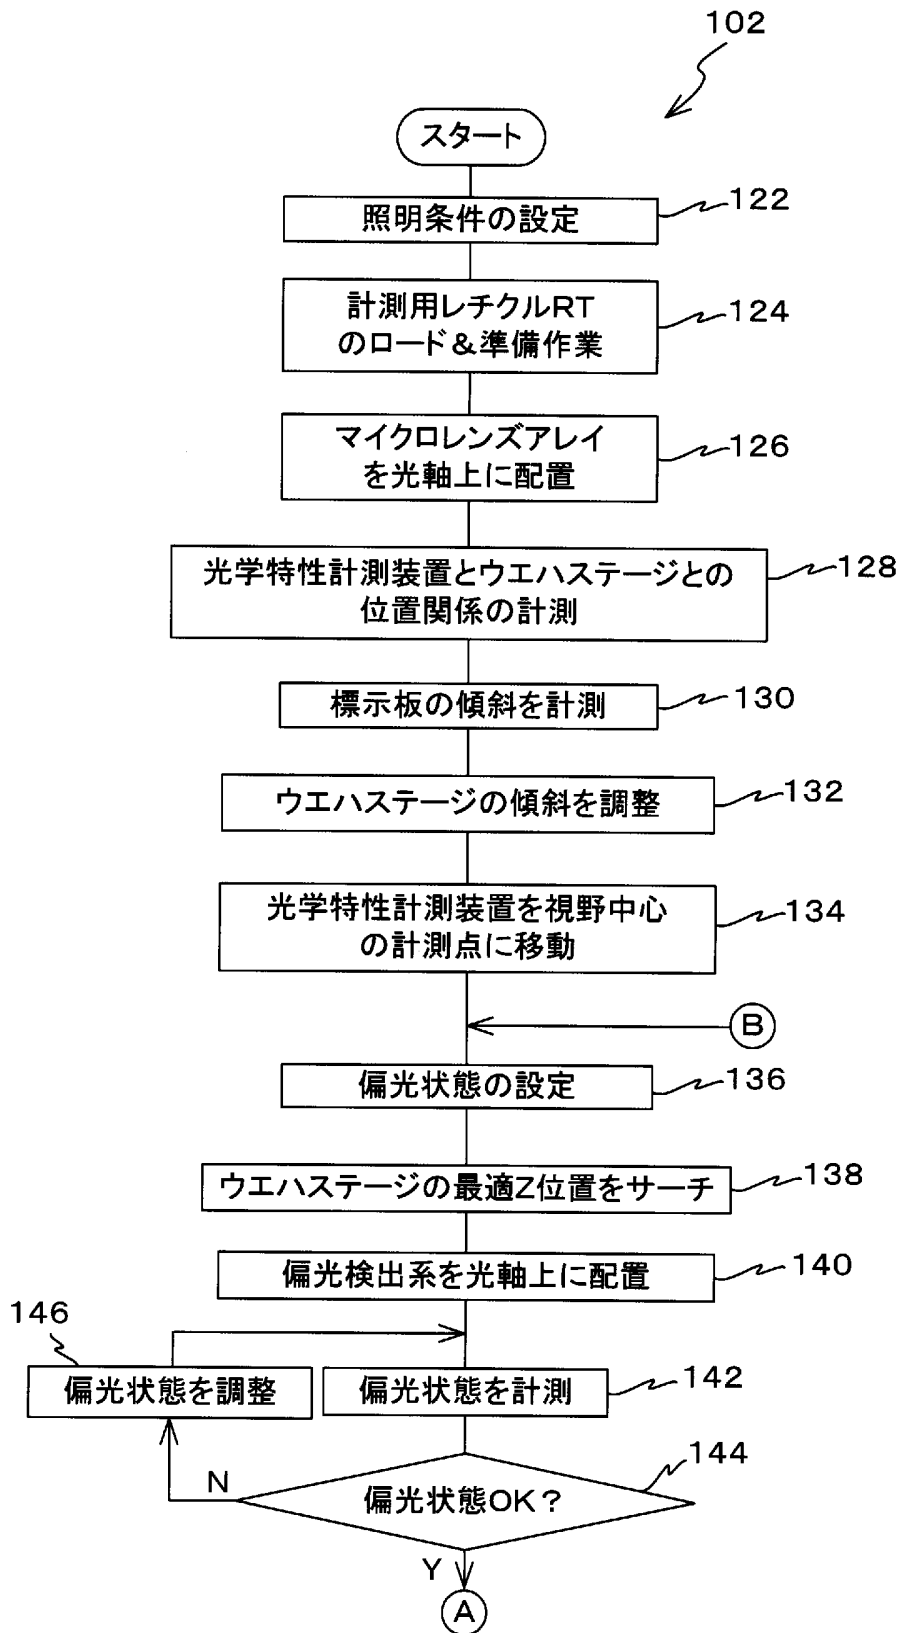 102
スタート
照明条件の設定
122
計測用レチクルRT
のロード＆準備作業
124
マイクロレンズアレイ
を光軸上に配置
126
光学特性計測装置とウエハステージとの
位置関係の計測
128
標示板の傾斜を計測
130
ウエハステージの傾斜を調整
132
光学特性計測装置を視野中心
の計測点に移動
134
B
偏光状態の設定
136
ウエハステージの最適Z位置をサーチ
138
偏光検出系を光軸上に配置
140
146
偏光状態を調整
偏光状態を計測
142
144
N
偏光状態OK？
Y
A